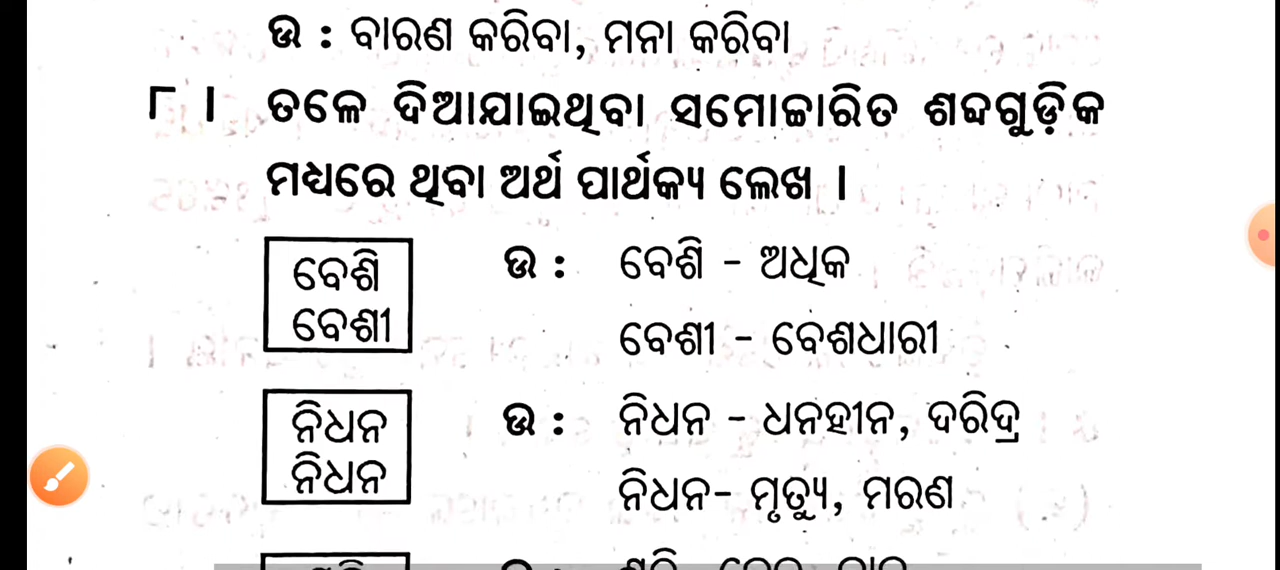 ଉ : ବାରଣ କରିବା, ମନା କରିବା
୮ । ତଳେ ଦିଆଯାଇଥିବା ସମୋଚ୍ଚାରିତ ଶବ୍ଦଗୁଡ଼ିକ
ମଧ୍ୟରେ ଥିବା ଅର୍ଥ ପାର୍ଥକ୍ୟ ଲେଖ ।
ବେଶି ଉ : ବେଶି - ଅଧିକ
ବେଶୀ ବେଶୀ - ବେଶଧାରୀ
ନିଧନ ଉ : ନିଧନ - ଧନହୀନ, ଦରିଦ୍ର
ନିଧନ ନିଧନ- ମୃତ୍ୟୁ, ମରଣ